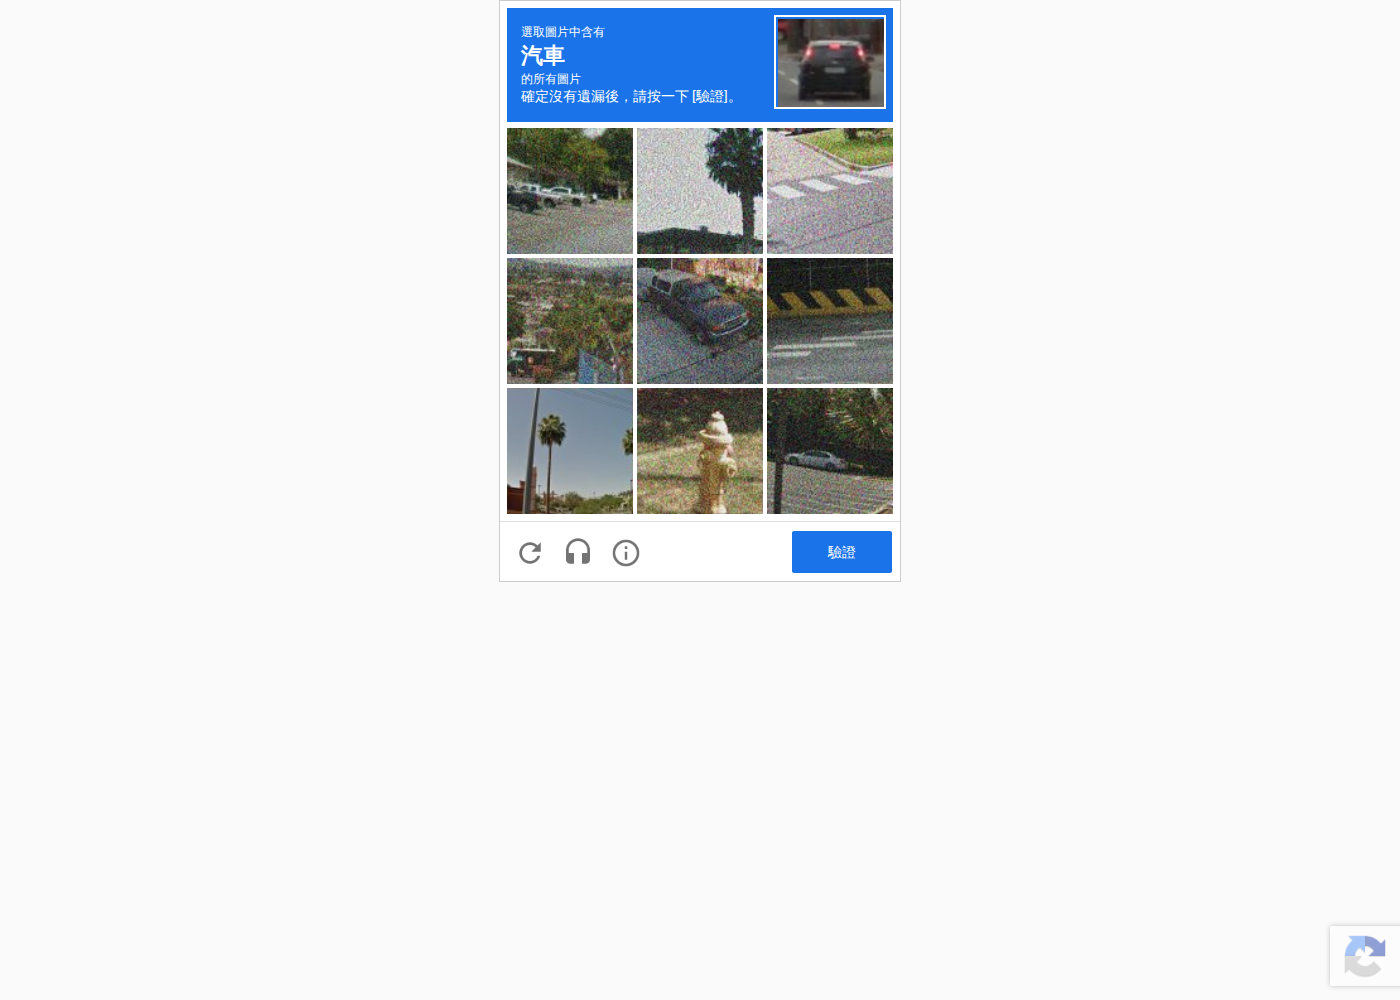 選取圖片中含有
汽車
的所有圖片
確定沒有遺漏後，請按一下 [驗證]。
驗證